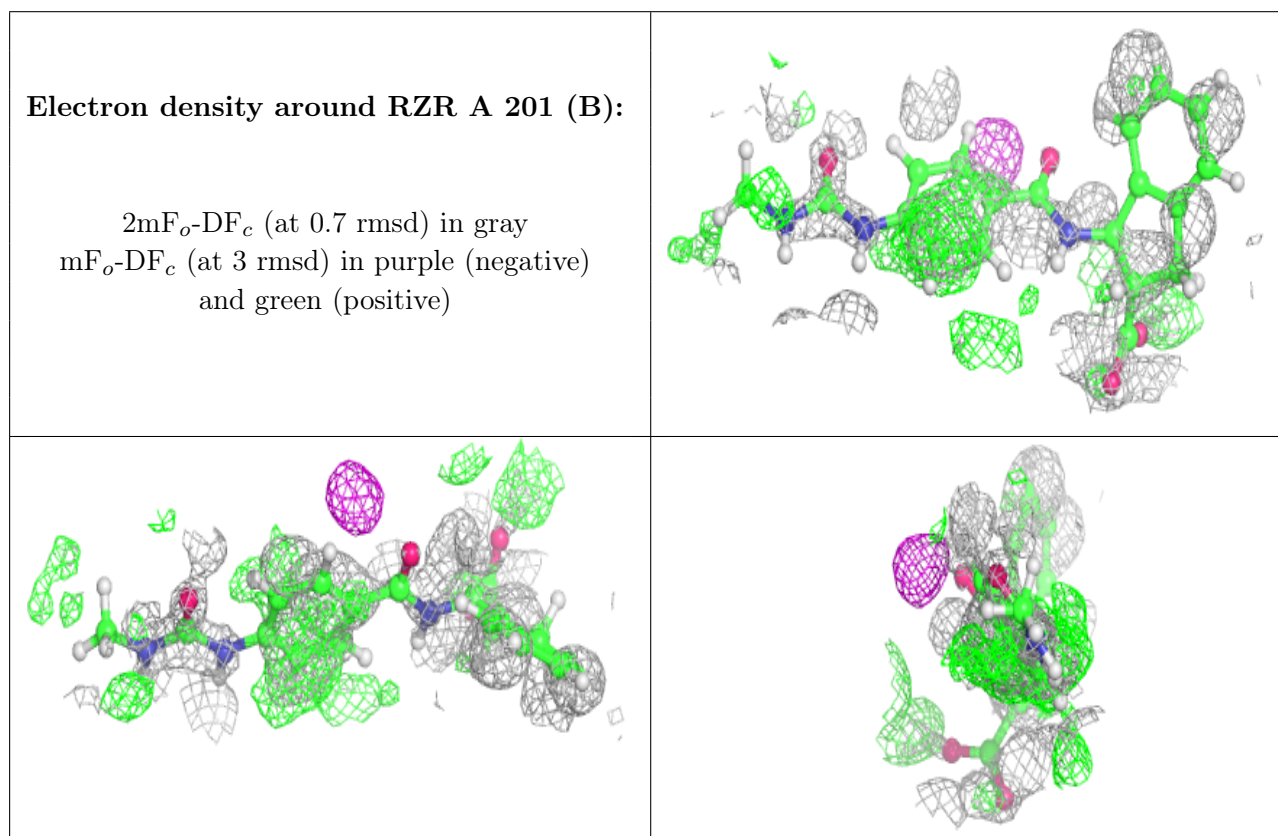 Electron density around RZR A 201 (B):
2mFₒ-DF𝒸 (at 0.7 rmsd) in gray
mFₒ-DF𝒸 (at 3 rmsd) in purple (negative)
and green (positive)